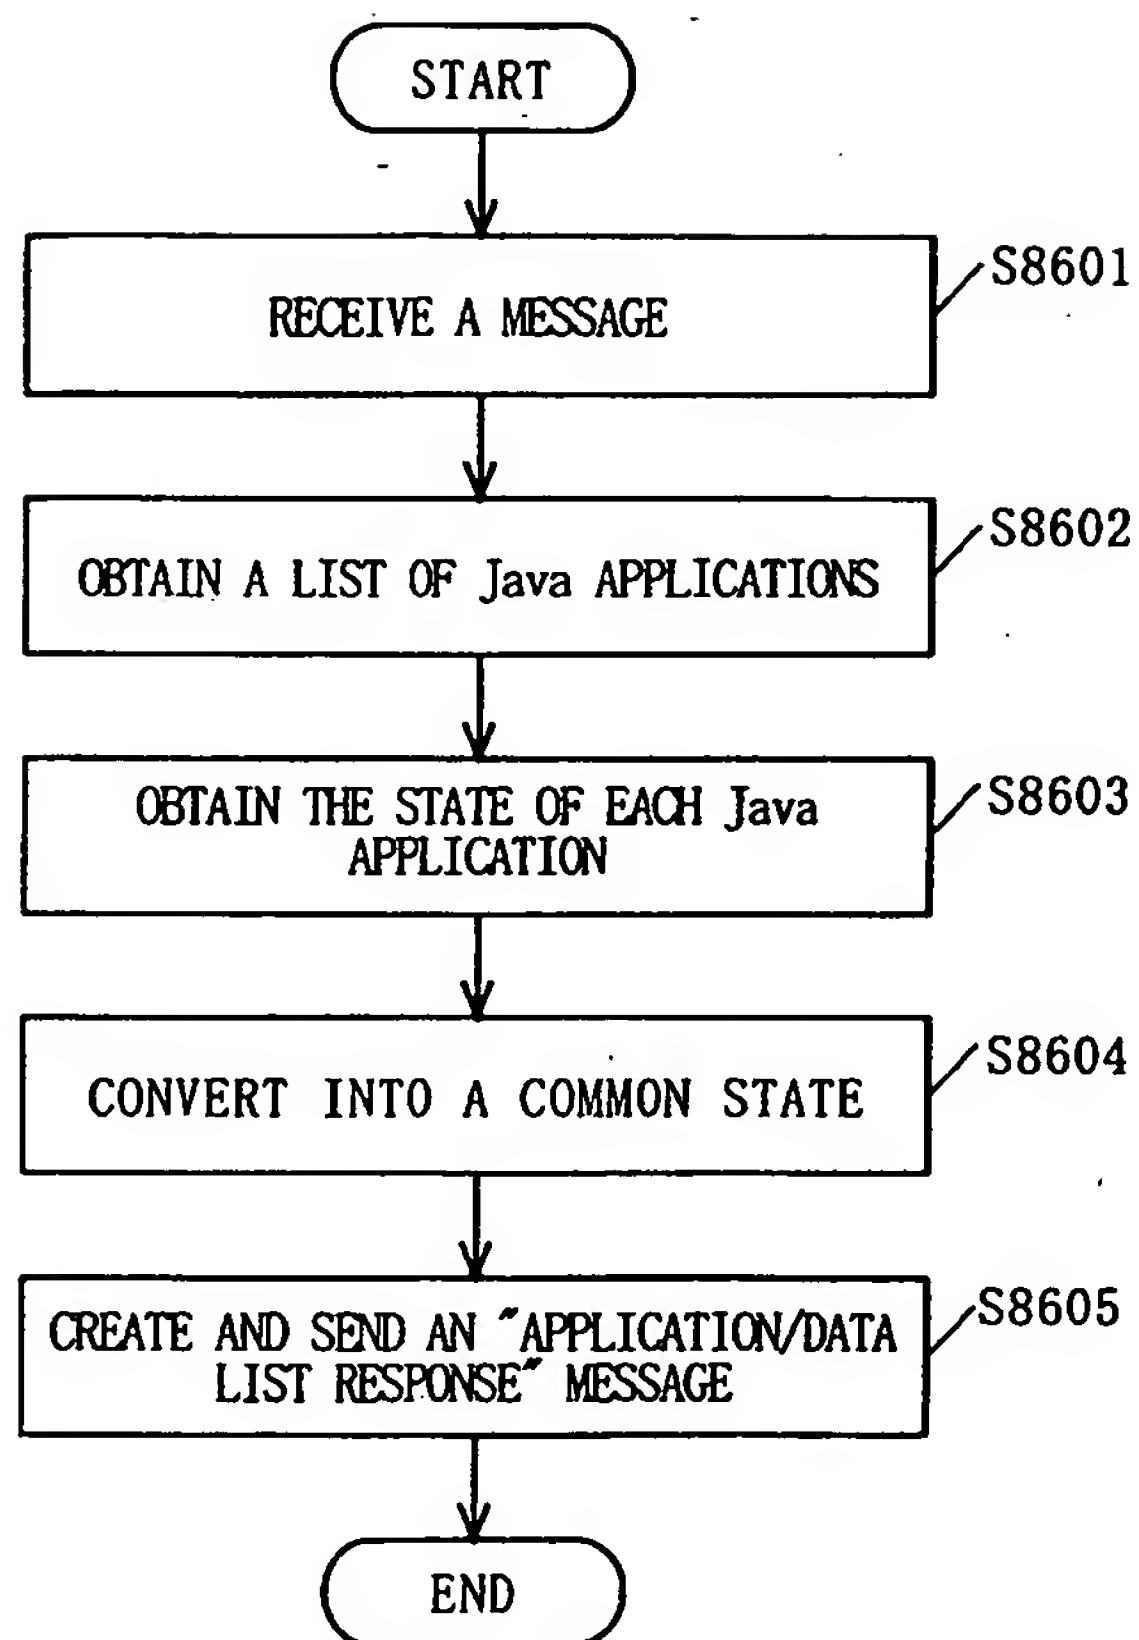 START
S8601
RECEIVE A MESSAGE
S8602
OBTAIN A LIST OF Java APPLICATIONS
S8603
OBTAIN THE STATE OF EACH Java
APPLICATION
S8604
CONVERT INTO A COMMON STATE
S8605
CREATE AND SEND AN "APPLICATION/DATA
LIST RESPONSE" MESSAGE
END